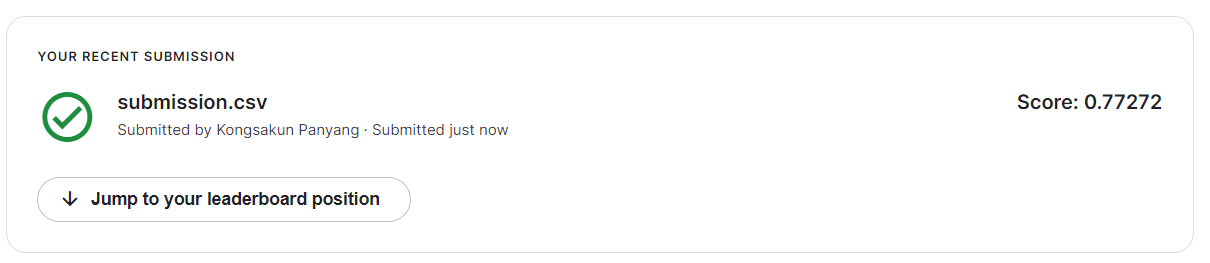 YOUR RECENT SUBMISSION
submission.csv
Score: 0.77272
Submitted by Kongsakun Panyang · Submitted just now
Jump to your leaderboard position